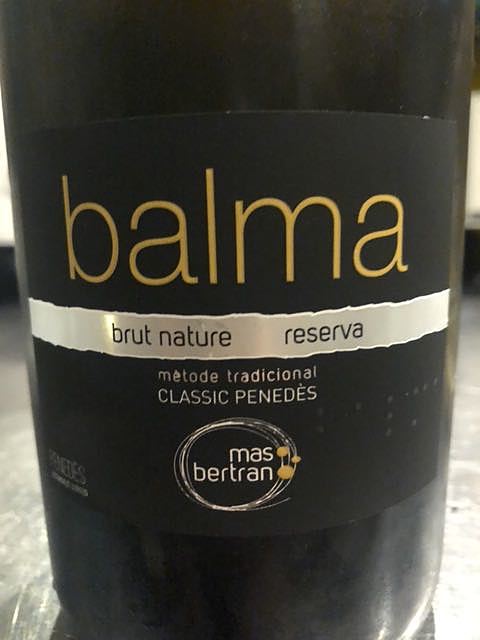 balma
brut nature reserva
mètode tradicional
CLASSIC PENEDÈS
mas
bertran
PENEDÈS